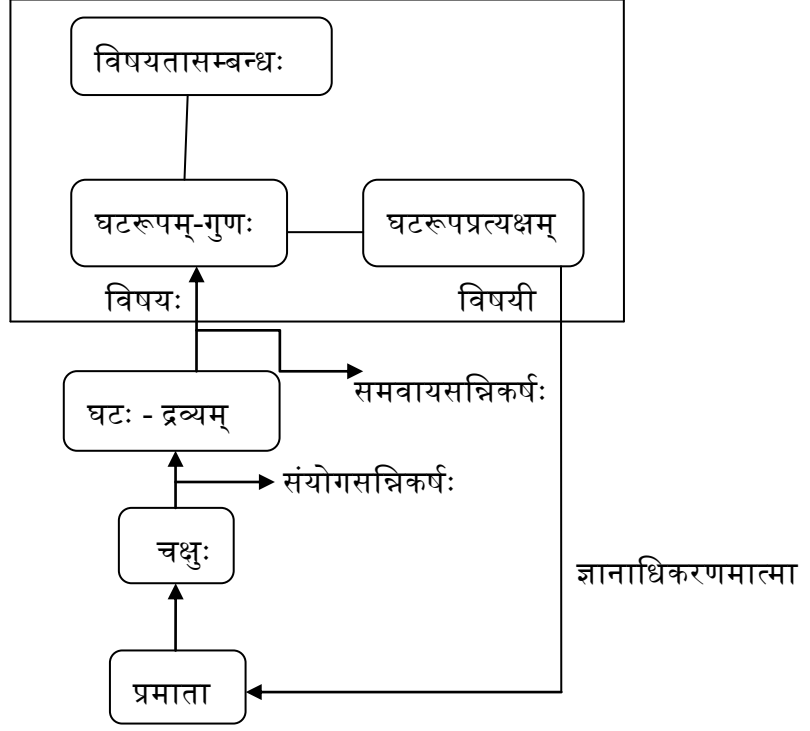 विषयतासम्बन्धः
घटरूपम्-गुणः
घटरूपप्रत्यक्षम्
विषयः
विषयी
समवायसन्निकर्षः
घटः - द्रव्यम्
संयोगसन्निकर्षः
चक्षुः
ज्ञानाधिकरणमात्मा
प्रमाता